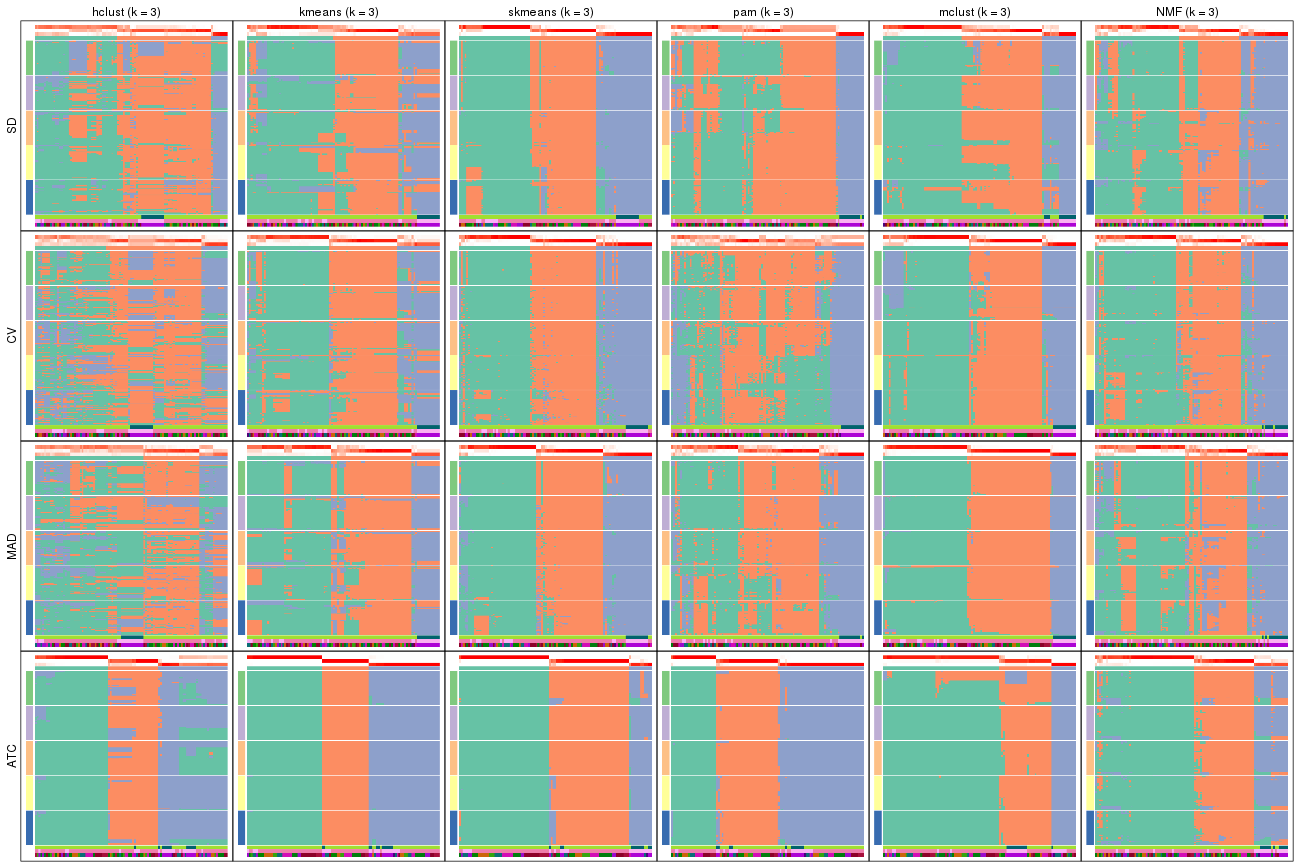 hclust (k = 3) kmeans (k = 3) skmeans (k = 3) pam (k = 3) mclust (k = 3) NMF (k = 3)
SD
CV
MAD
ATC